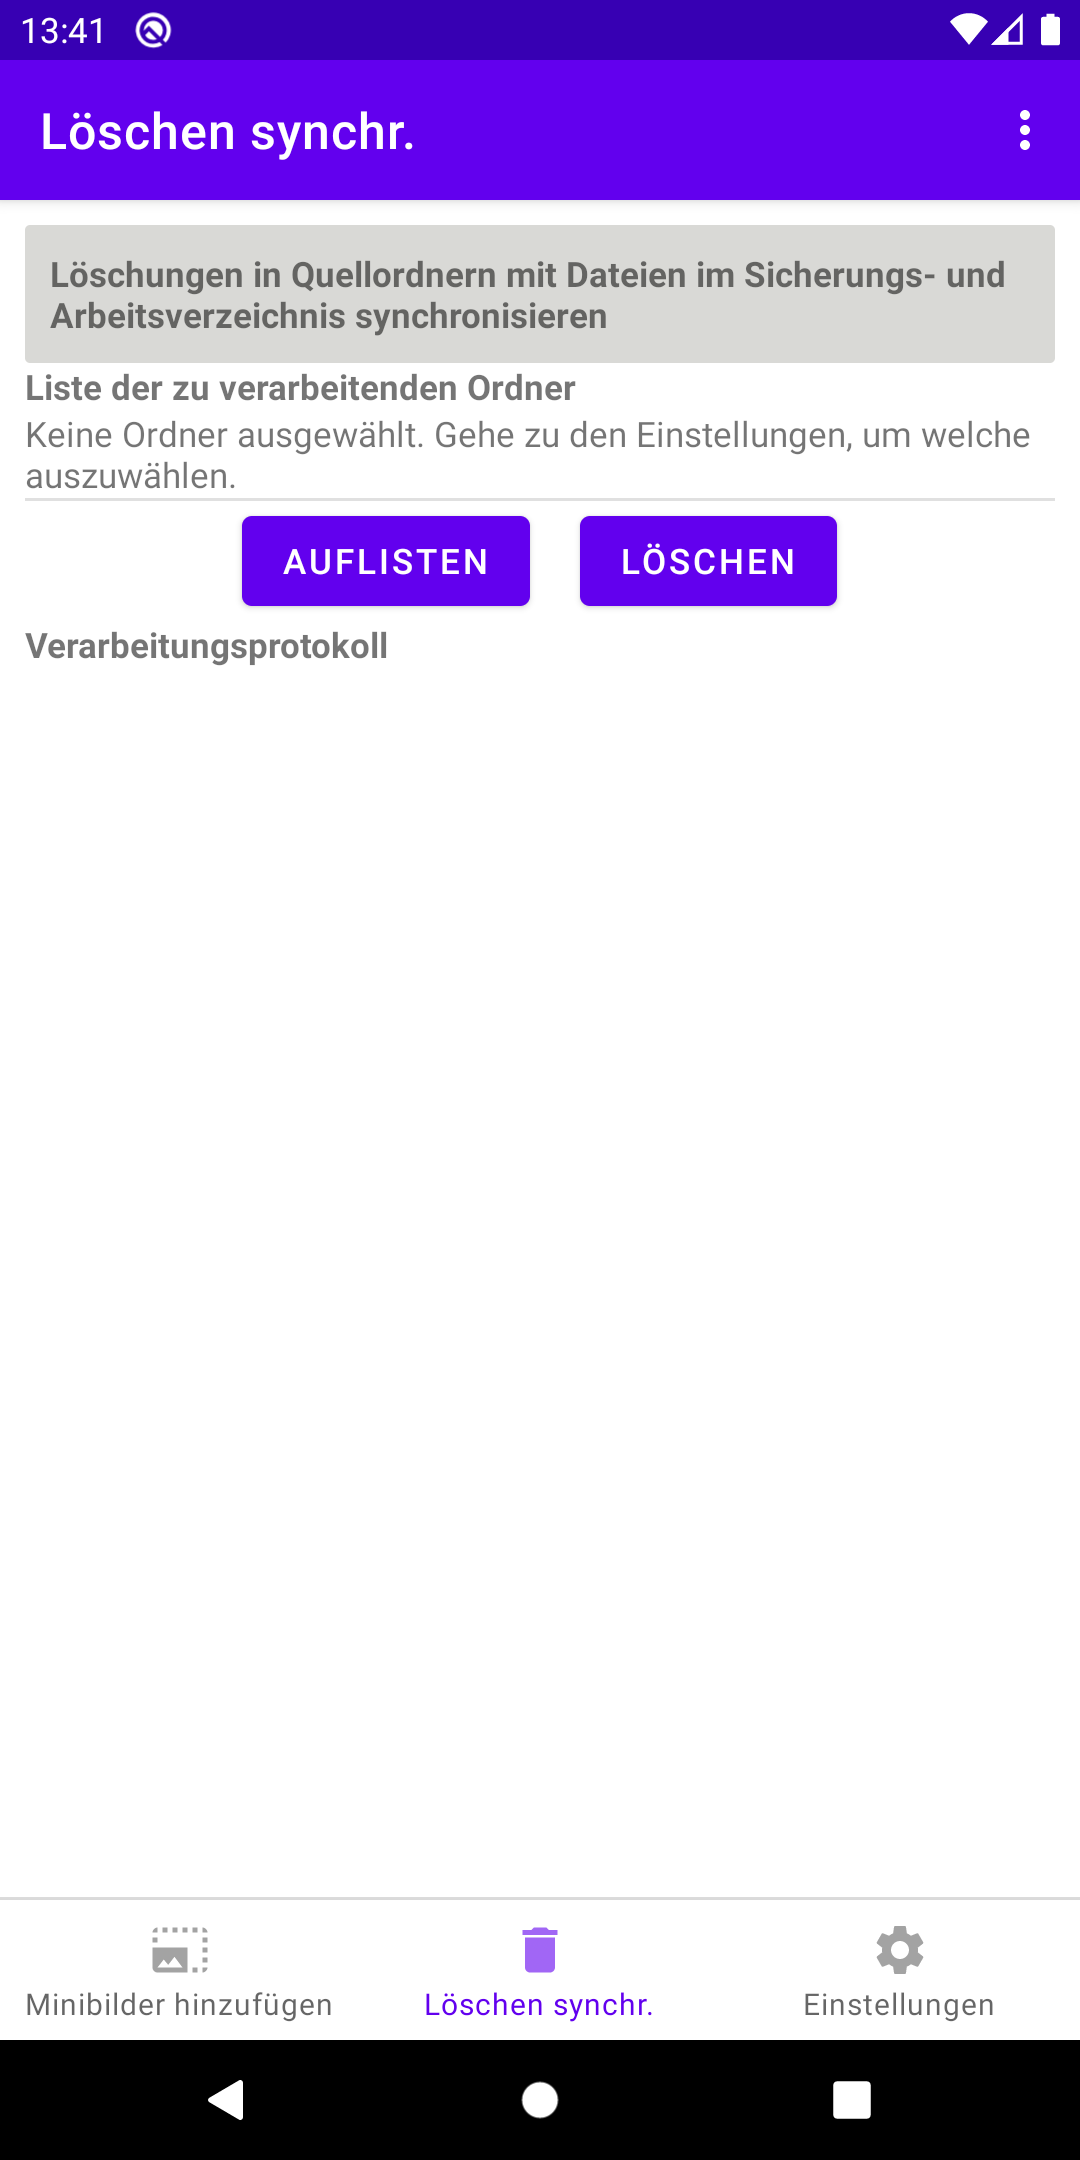 13:41
Löschen synchr.
Löschungen in Quellordnern mit Dateien im Sicherungs- und
Arbeitsverzeichnis synchronisieren
Liste der zu verarbeitenden Ordner
Keine Ordner ausgewählt. Gehe zu den Einstellungen, um welche
auszuwählen.
AUFLISTEN LÖSCHEN
Verarbeitungsprotokoll
Minibilder hinzufügen Löschen synchr. Einstellungen